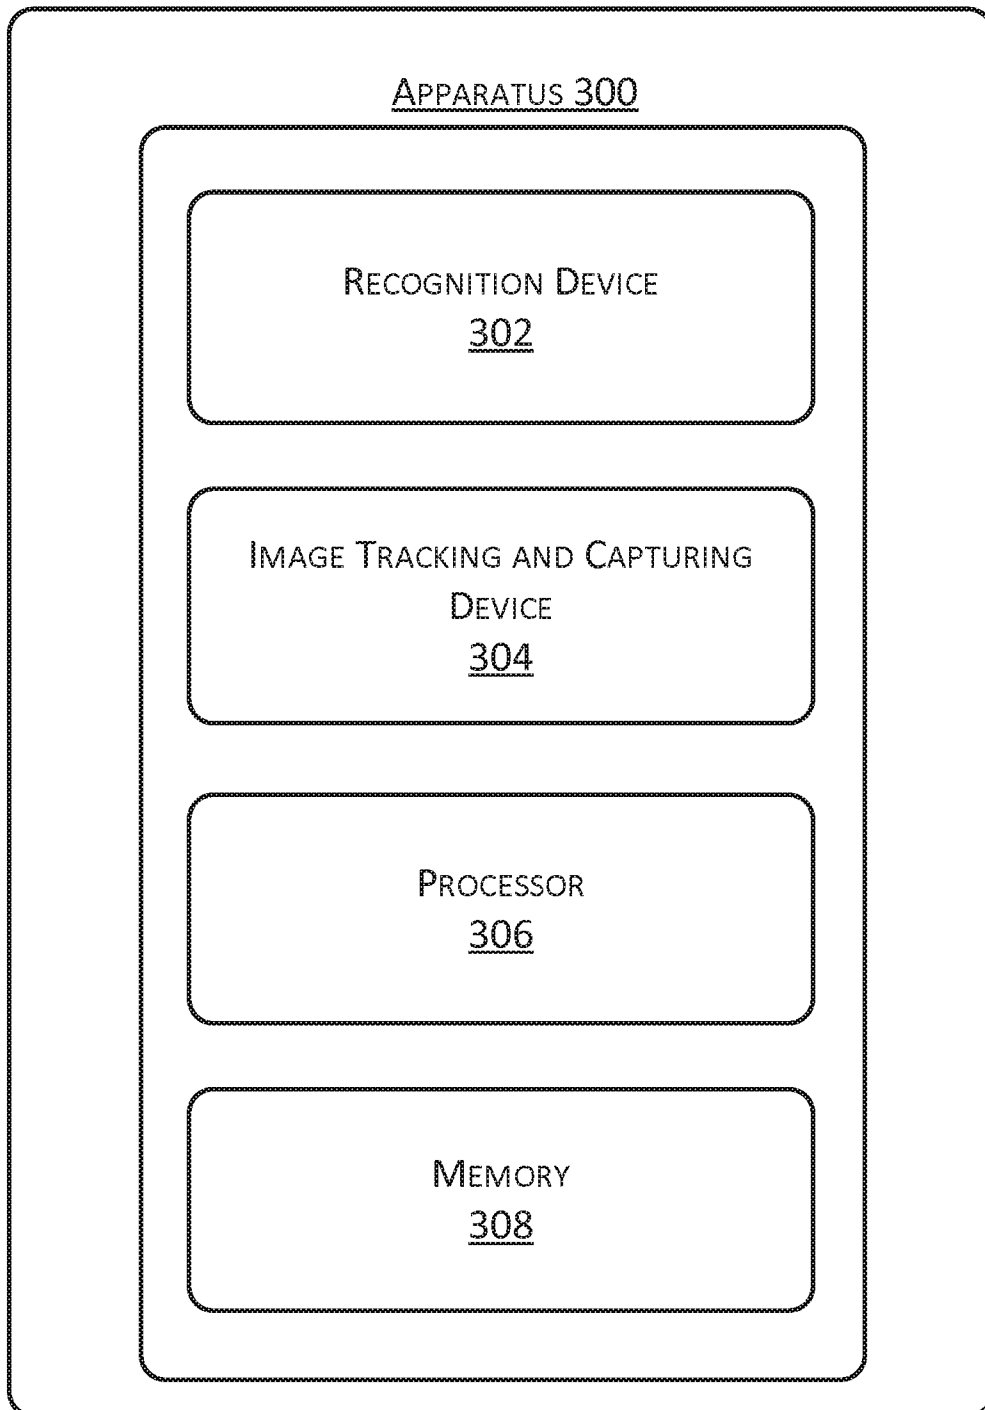 APPARATUS 300
RECOGNITION DEVICE
302
IMAGE TRACKING AND CAPTURING
DEVICE
304
PROCESSOR
306
MEMORY
308